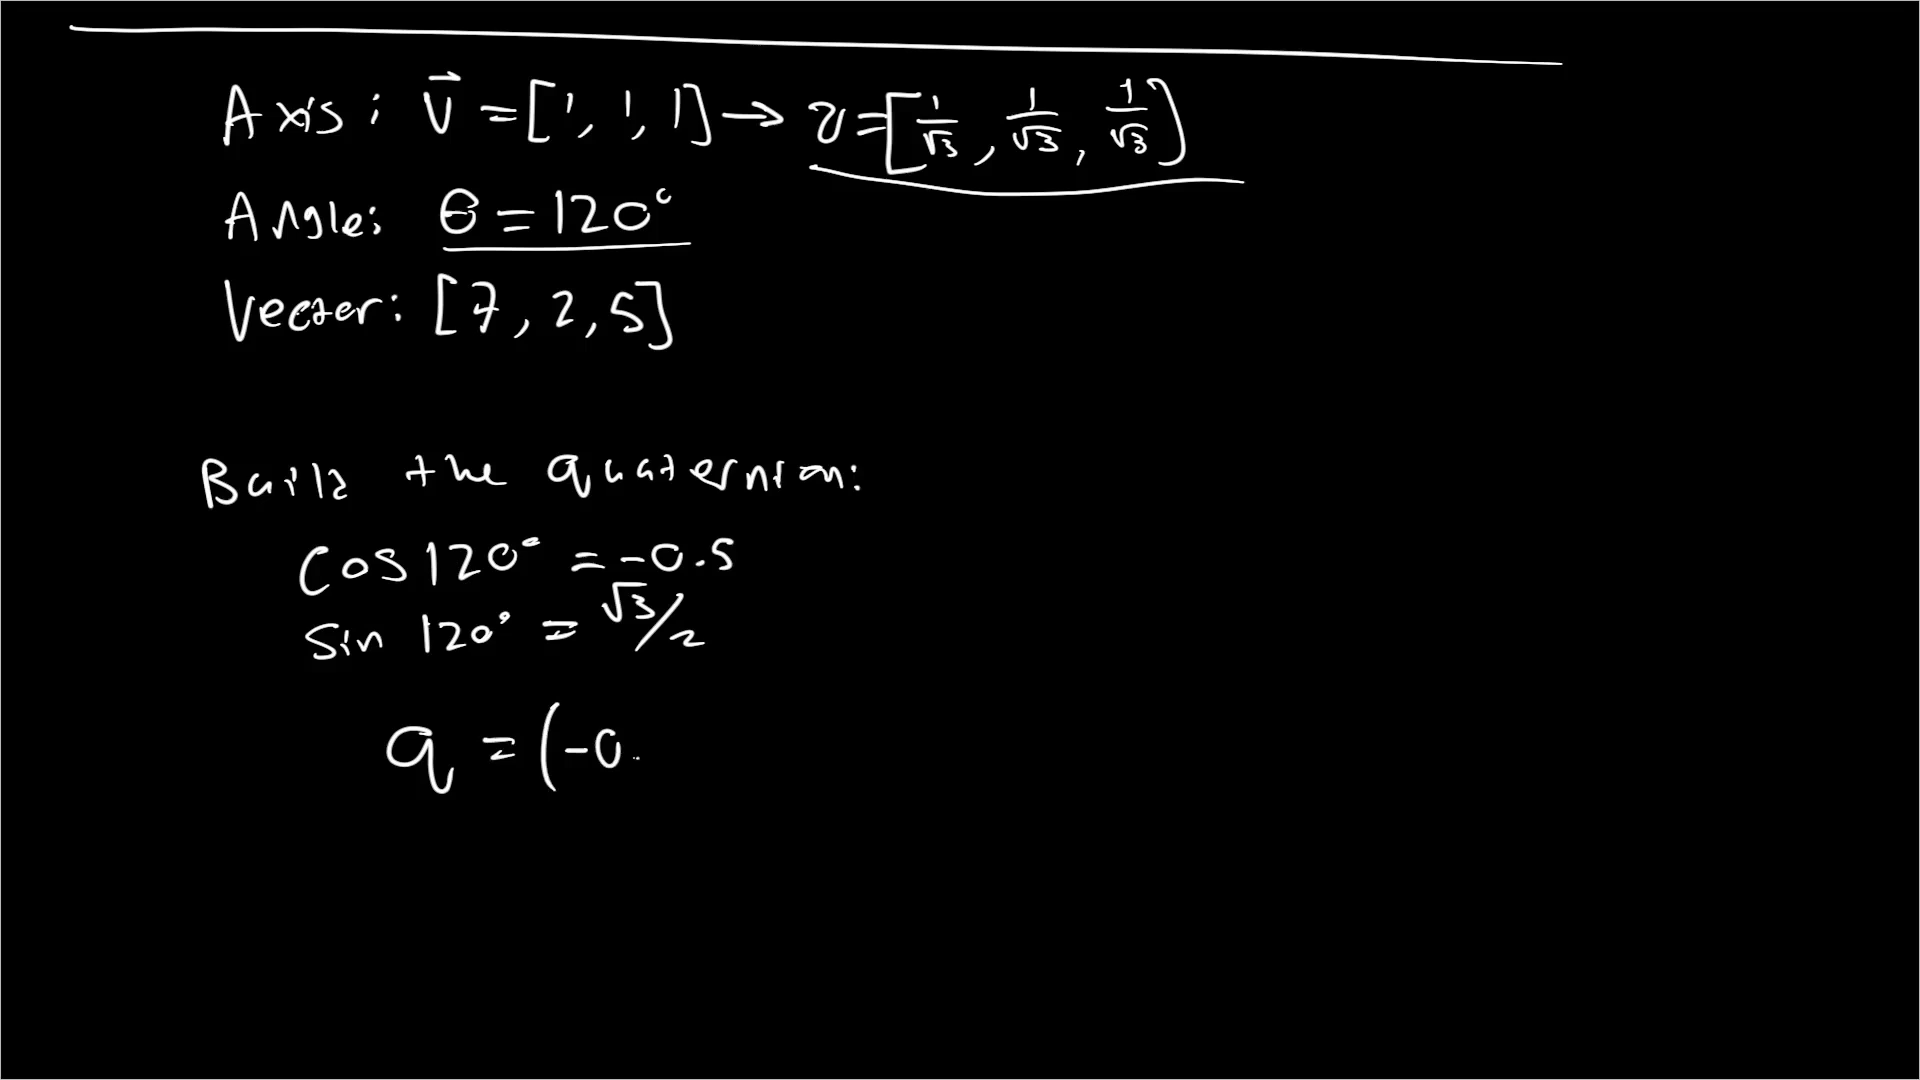 Axis: v⃗ = [1, 1, 1] → v = [1/√3, 1/√3, 1/√3]
Angle: θ = 120°
Vector: [7, 2, 5]
Build the quaternion:
Cos 120° = -0.5
Sin 120° = √3/2
q = (-0.